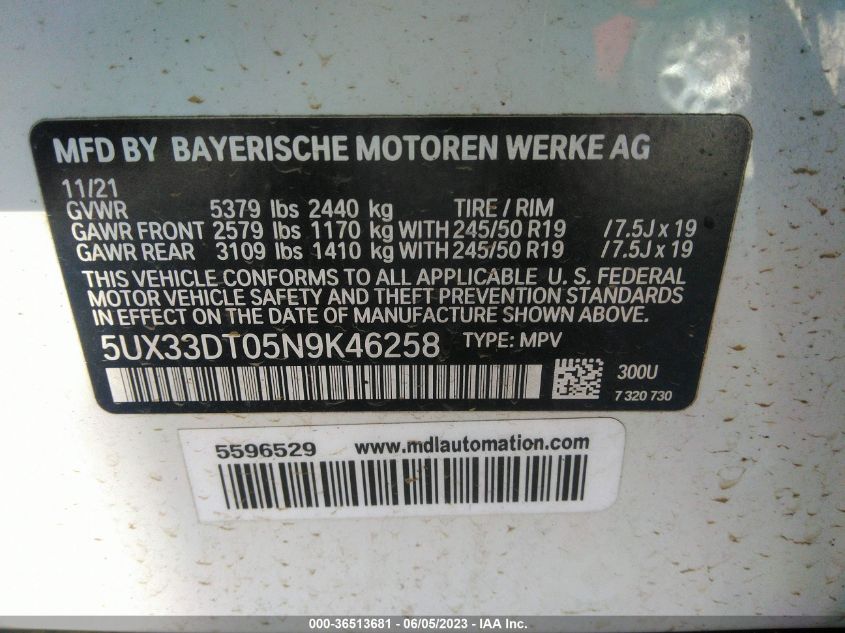 MFD BY BAYERISCHE MOTOREN WERKE AG
11/21
GVWR 5379 lbs 2440 kg TIRE / RIM
GAWR FRONT 2579 lbs 1170 kg WITH 245/50 R19 /7.5J x 19
GAWR REAR 3109 lbs 1410 kg WITH 245/50 R19 /7.5J x 19
THIS VEHICLE CONFORMS TO ALL APPLICABLE U. S. FEDERAL
MOTOR VEHICLE SAFETY AND THEFT PREVENTION STANDARDS
IN EFFECT ON THE DATE OF MANUFACTURE SHOWN ABOVE.
5UX33DT05N9K46258 TYPE: MPV
300U
7 320 730
5596529 www.mdlautomation.com
000-36513681 - 06/05/2023 - IAA Inc.